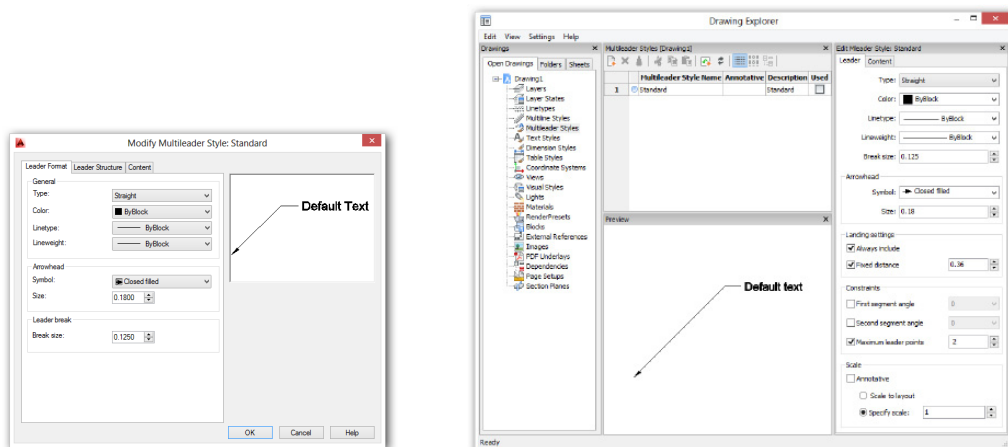 Modify Multileader Style: Standard
Leader Format Leader Structure Content
General
Type: Straight
Color: ByBlock
Linetype: ByBlock
Lineweight: ByBlock
Arrowhead
Symbol: Closed filled
Size: 0.1800
Leader break
Break size: 0.1250
Default Text
OK Cancel Help
Drawing Explorer
Edit View Settings Help
Drawings
Open Drawings Folders Sheets
Drawing1
Layers
Layer States
Linetypes
Multiline Styles
Multileader Styles
Text Styles
Dimension Styles
Table Styles
Coordinate Systems
Views
Visual Styles
Lights
Materials
RenderPresets
Blocks
External References
Images
PDF Underlays
Dependencies
Page Setups
Section Planes
Multileader Styles [Drawing1]
Multileader Style Name Annotative Description Used
1 Standard Standard
Preview
Default text
Edit Mleader Style: Standard
Leader Content
Type: Straight
Color: ByBlock
Linetype: ByBlock
Lineweight: ByBlock
Break size: 0.125
Arrowhead
Symbol: Closed filled
Size: 0.18
Landing settings
Always include
Fixed distance 0.36
Constraints
First segment angle 0
Second segment angle 0
Maximum leader points 2
Scale
Annotative
Scale to layout
Specify scale: 1
Ready